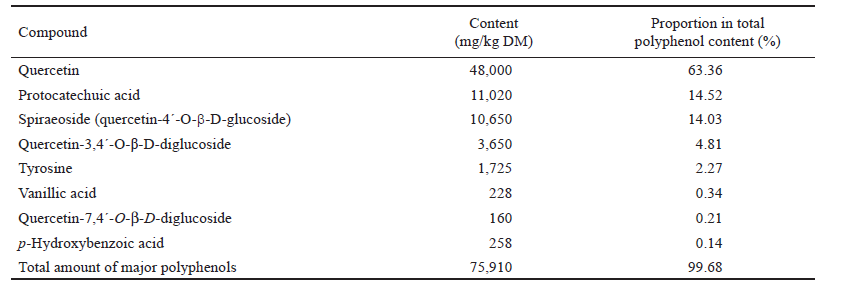 Compound Content (mg/kg DM) Proportion in total polyphenol content (%)
Quercetin 48,000 63.36
Protocatechuic acid 11,020 14.52
Spiraeoside (quercetin-4´-O-β-D-glucoside) 10,650 14.03
Quercetin-3,4´-O-β-D-diglucoside 3,650 4.81
Tyrosine 1,725 2.27
Vanillic acid 228 0.34
Quercetin-7,4´-O-β-D-diglucoside 160 0.21
p-Hydroxybenzoic acid 258 0.14
Total amount of major polyphenols 75,910 99.68